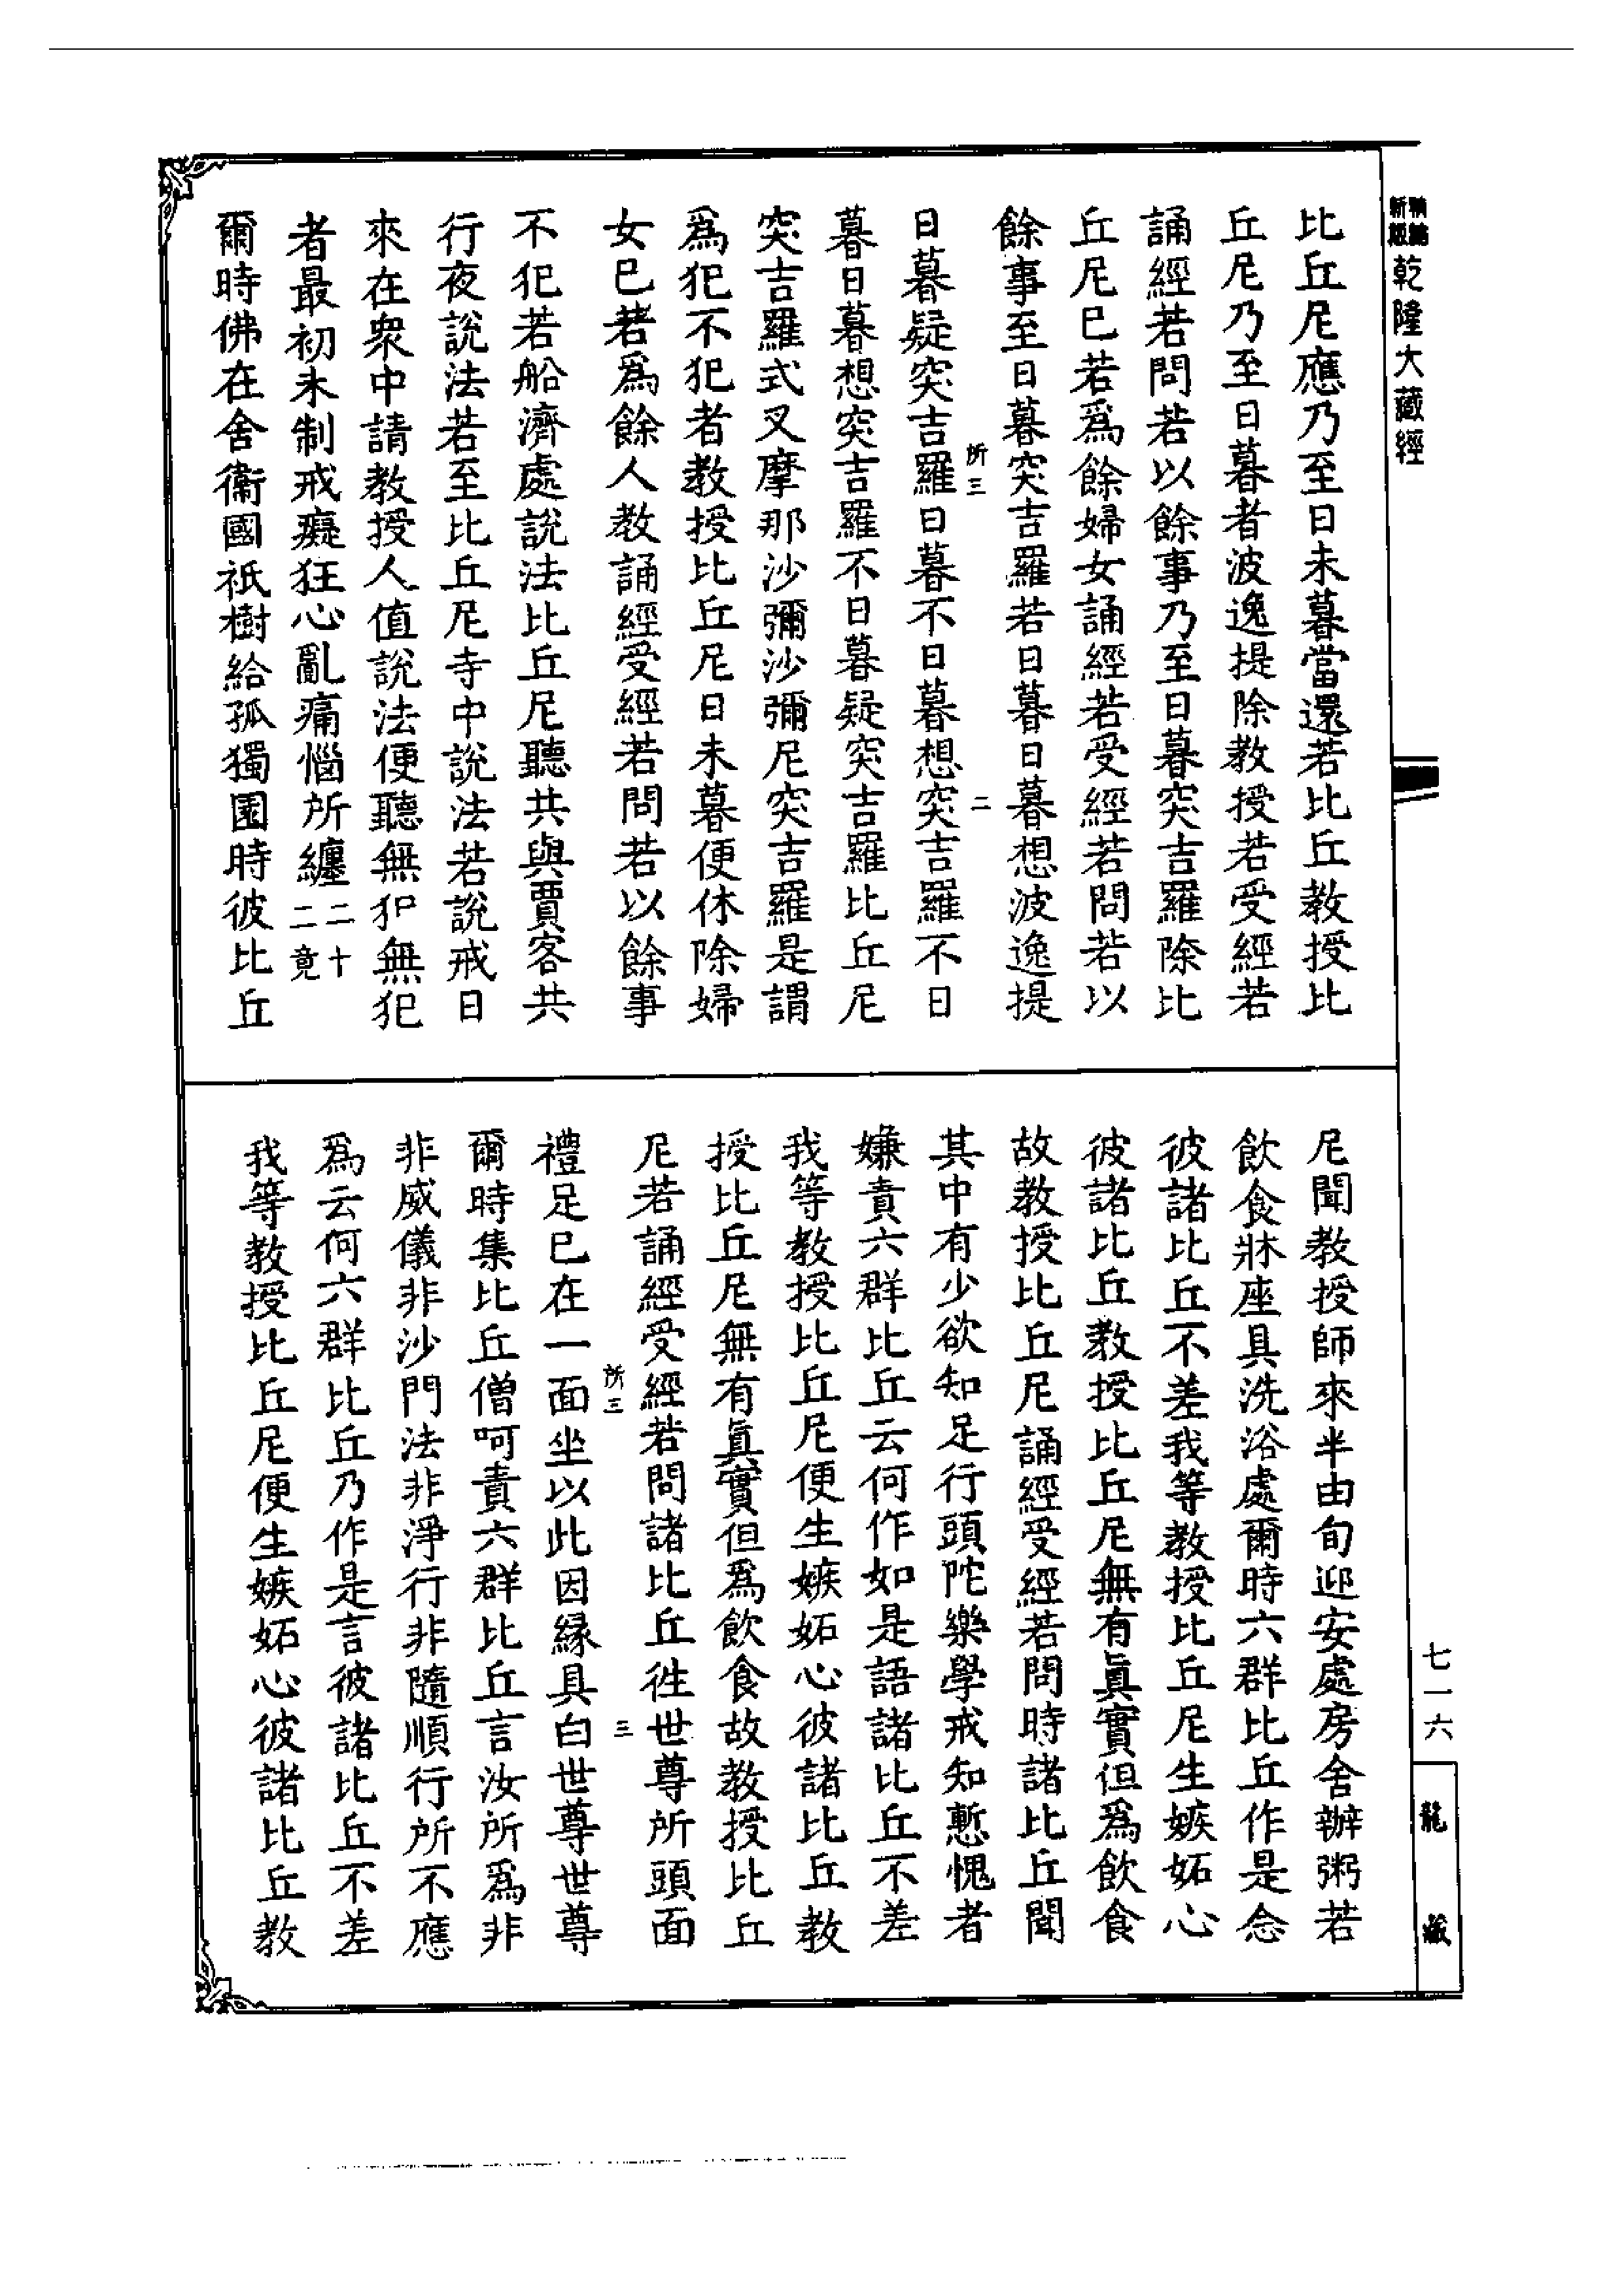 乾隆大藏經
比丘尼應乃至日未暮當還若比丘教授比
丘尼乃至日暮者波逸提除教授若受經若
誦經若問若以餘事乃至日暮突吉羅除比
丘尼已若爲餘婦女誦經若受經若問若以
餘事至日暮突吉羅若日暮日暮想波逸提
所三
二
日暮疑突吉羅日暮不日暮想突吉羅不日
暮日暮想突吉羅不日暮疑突吉羅比丘尼
突吉羅式叉摩那沙彌沙彌尼突吉羅是謂
爲犯不犯者教授比丘尼日未暮便休除婦
女已若爲餘人教誦經受經若問若以餘事
不犯若船濟處說法比丘尼聽共與賈客共
行夜說法若至比丘尼寺中說法若說戒日
來在衆中請教授人值說法便聽無犯無犯
者最初未制戒癡狂心亂痛惱所纏二十二竟
爾時佛在舍衞國祇樹給孤獨園時彼比丘
尼聞教授師來半由旬迎安處房舍辦粥若
飲食牀座具洗浴處爾時六群比丘作是念
彼諸比丘不差我等教授比丘尼生嫉妬心
彼諸比丘教授比丘尼無有眞實但爲飲食
故教授比丘尼誦經受經若問時諸比丘聞
其中有少欲知足行頭陀樂學戒知慙愧者
嫌責六群比丘云何作如是語諸比丘不差
我等教授比丘尼便生嫉妬心彼諸比丘教
授比丘尼無有眞實但爲飲食故教授比丘
尼若誦經受經若問諸比丘往世尊所頭面
所三
三
禮足已在一面坐以此因緣具白世尊世尊
爾時集比丘僧呵責六群比丘言汝所爲非
非威儀非沙門法非淨行非隨順行所不應
爲云何六群比丘乃作是言彼諸比丘不差
我等教授比丘尼便生嫉妬心彼諸比丘教
七一六
龍藏